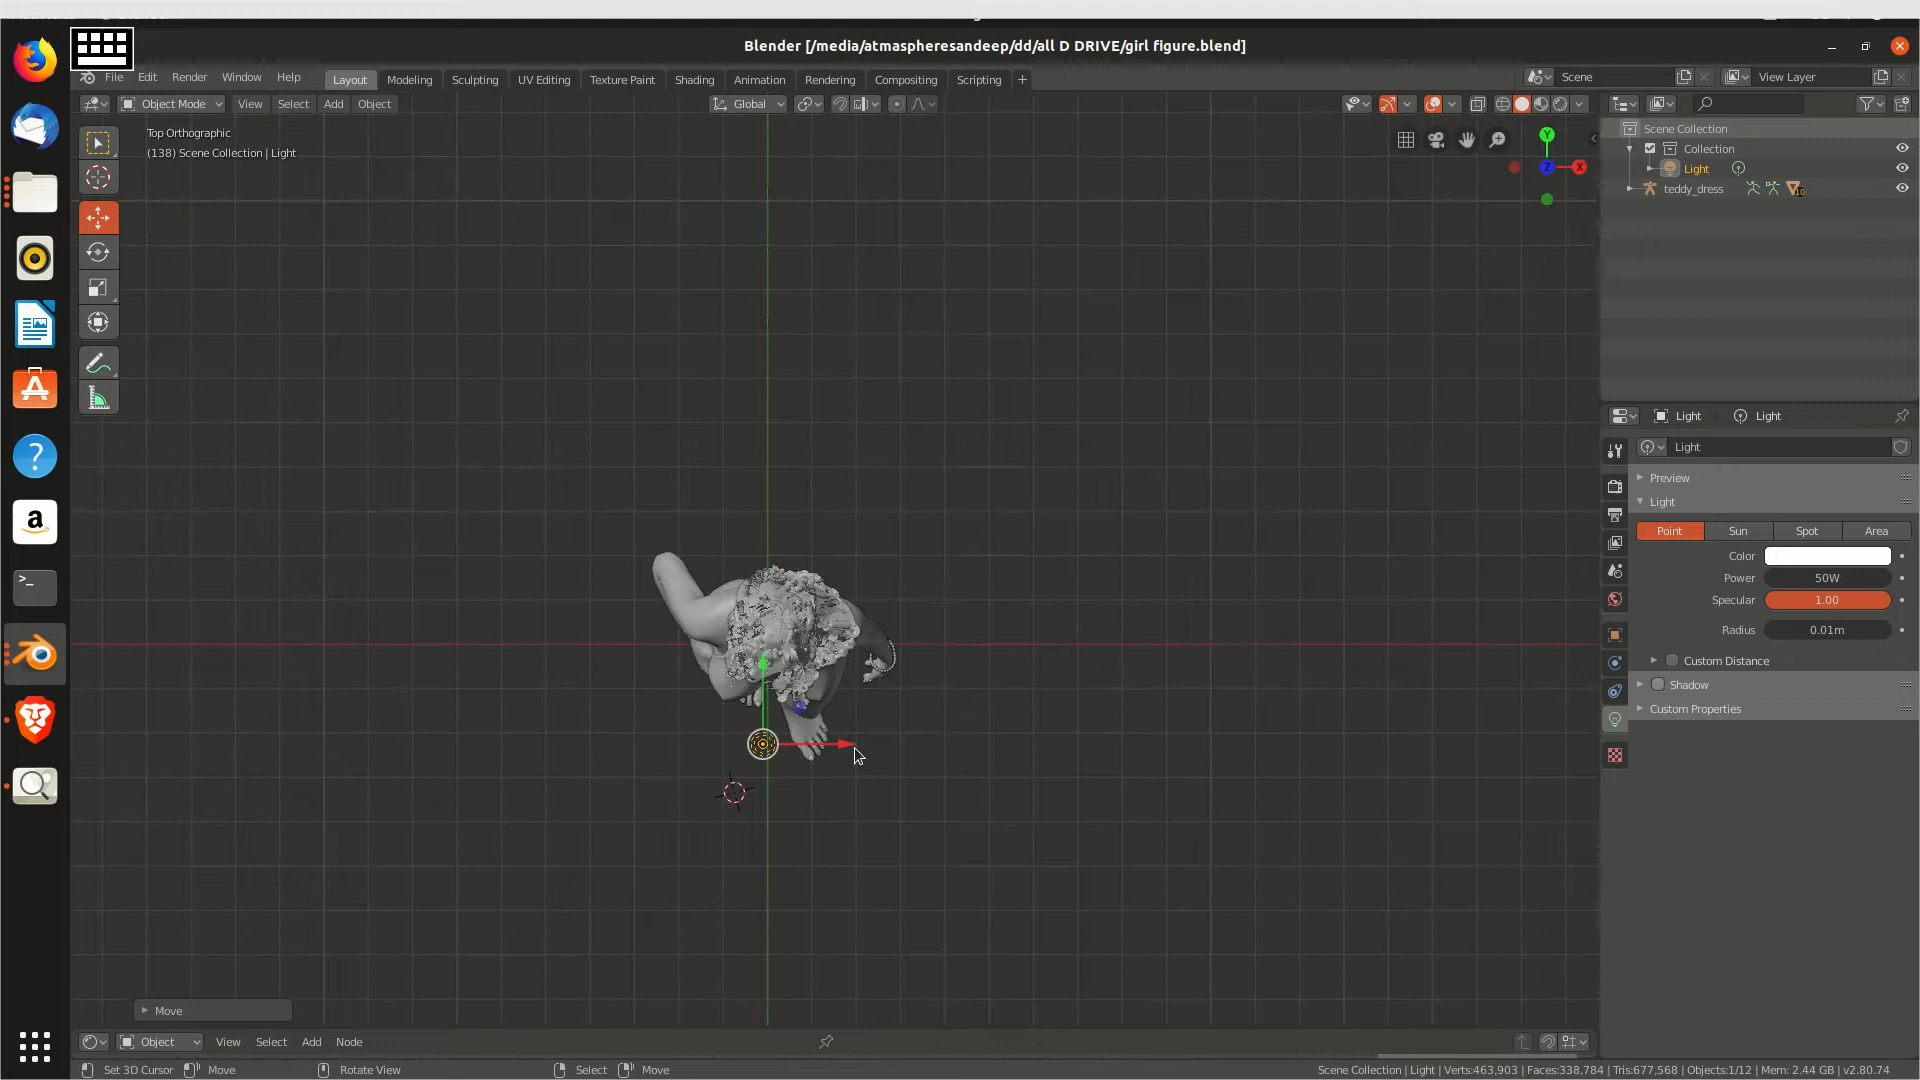 Blender [/media/atmaspheresandeep/dd/all D DRIVE/girl figure.blend]
File Edit Render Window Help
Layout Modeling Sculpting UV Editing Texture Paint Shading Animation Rendering Compositing Scripting +
Scene
View Layer
Object Mode View Select Add Object
Global
Top Orthographic
(138) Scene Collection | Light
Y
Z
X
Scene Collection
Collection
Light
teddy_dress
10
Light Light
Light
Preview
Light
Point Sun Spot Area
Color
Power 50W
Specular 1.00
Radius 0.01m
Custom Distance
Shadow
Custom Properties
Move
Object View Select Add Node
Set 3D Cursor Move Rotate View Select Move
Scene Collection | Light | Verts:463,903 | Faces:338,784 | Tris:677,568 | Objects:1/12 | Mem: 2.44 GB | v2.80.74